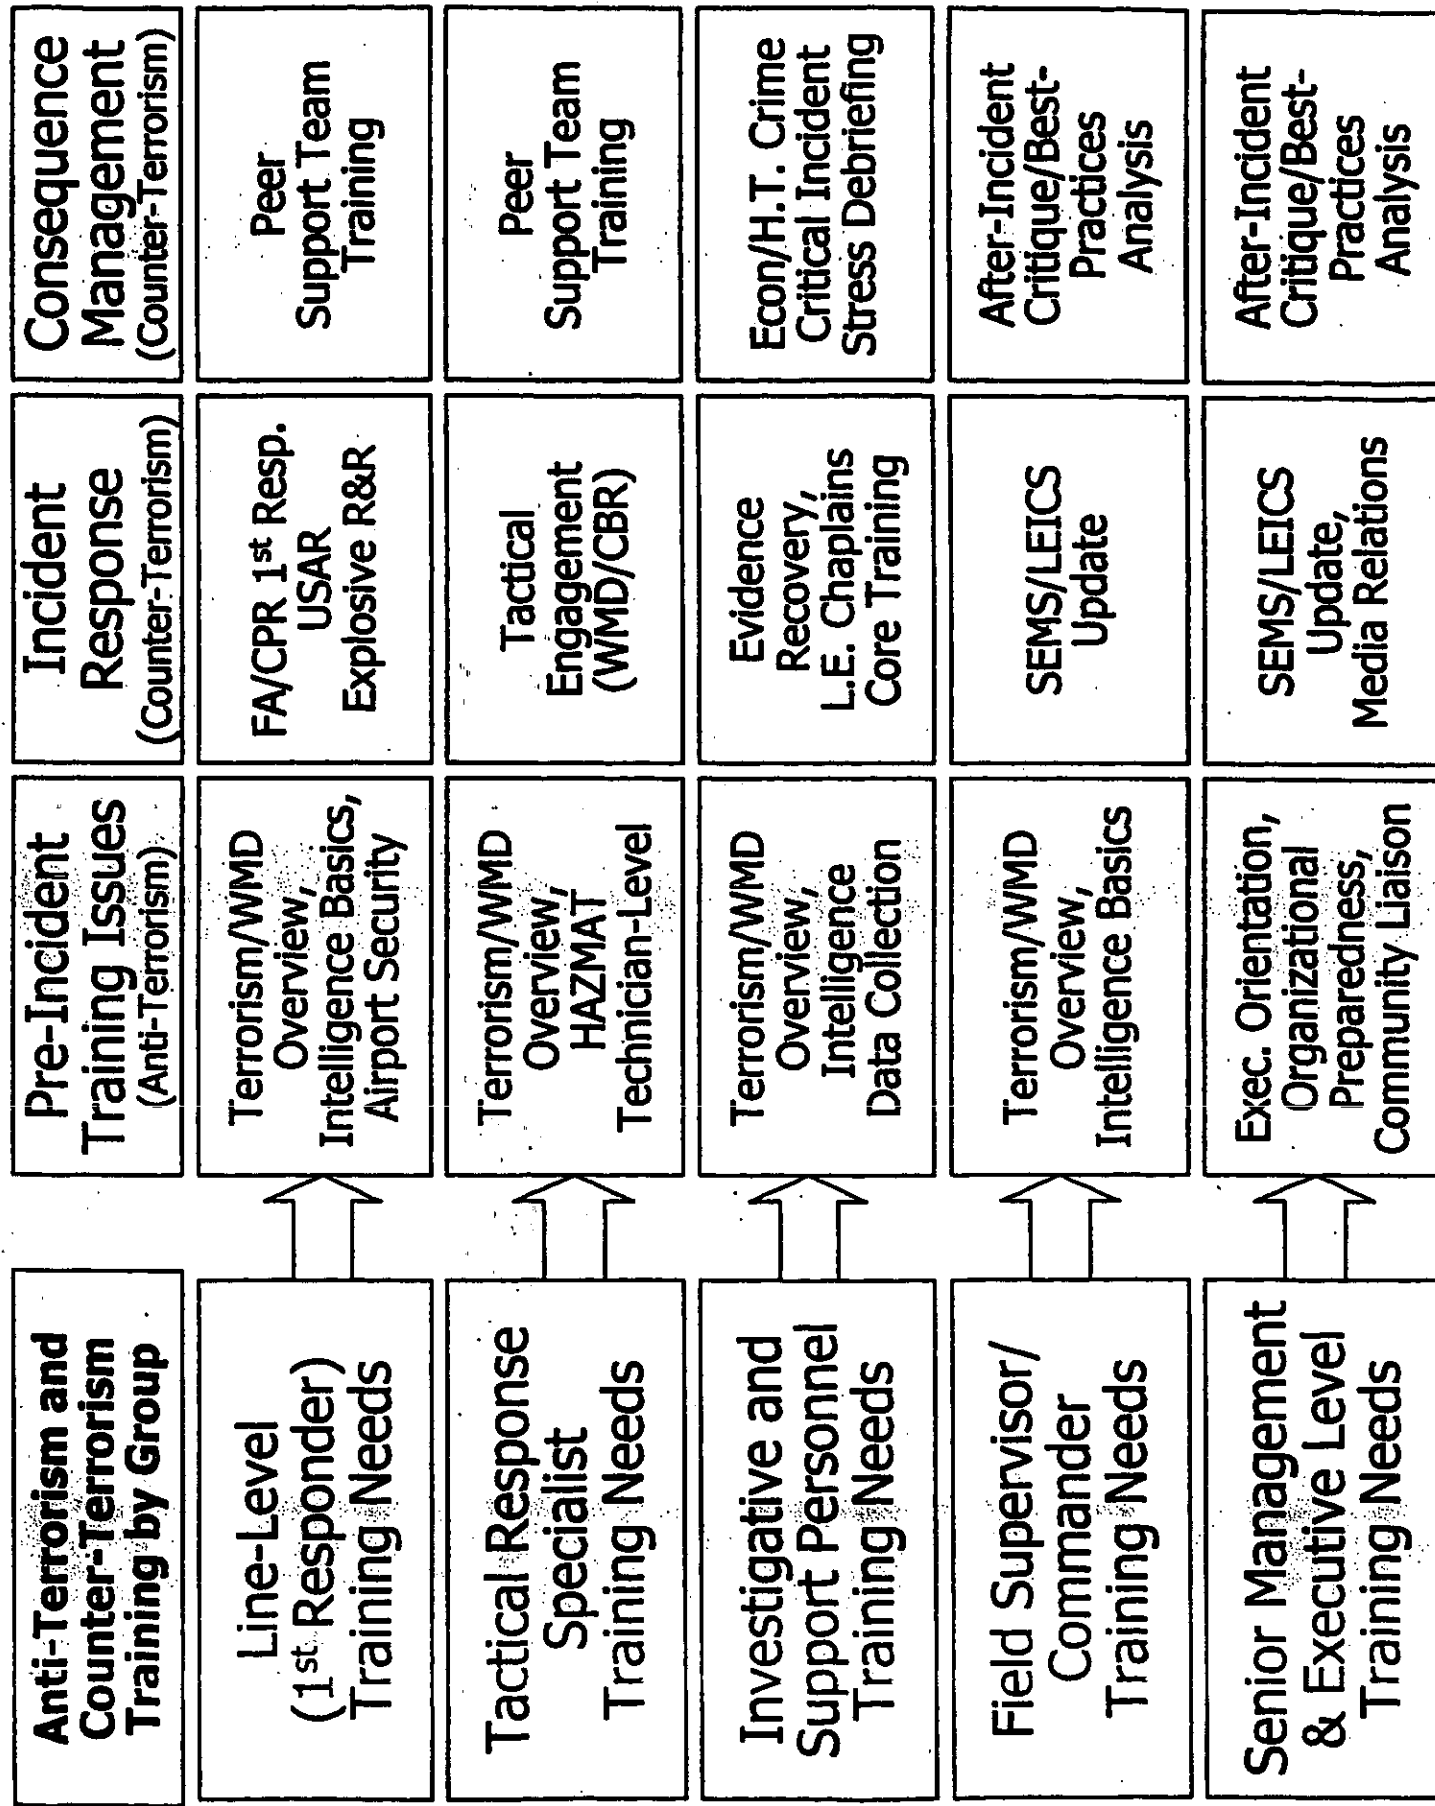 Anti-Terrorism and
Counter-Terrorism
Training by Group
Pre-Incident
Training Issues
(Anti-Terrorism)
Incident
Response
(Counter-Terrorism)
Consequence
Management
(Counter-Terrorism)
Line-Level
(1st Responder)
Training Needs
Terrorism/WMD
Overview,
Intelligence Basics,
Airport Security
FA/CPR 1st Resp.
USAR
Explosive R&R
Peer
Support Team
Training
Tactical Response
Specialist
Training Needs
Terrorism/WMD
Overview,
HAZMAT
Technician-Level
Tactical
Engagement
(WMD/CBR)
Peer
Support Team
Training
Investigative and
Support Personnel
Training Needs
Terrorism/WMD
Overview,
Intelligence
Data Collection
Evidence
Recovery,
L.E. Chaplains
Core Training
Econ/H.T. Crime
Critical Incident
Stress Debriefing
Field Supervisor/
Commander
Training Needs
Terrorism/WMD
Overview,
Intelligence Basics
SEMS/LEICS
Update
After-Incident
Critique/Best-
Practices
Analysis
Senior Management
& Executive Level
Training Needs
Exec. Orientation,
Organizational
Preparedness,
Community Liaison
SEMS/LEICS
Update,
Media Relations
After-Incident
Critique/Best-
Practices
Analysis